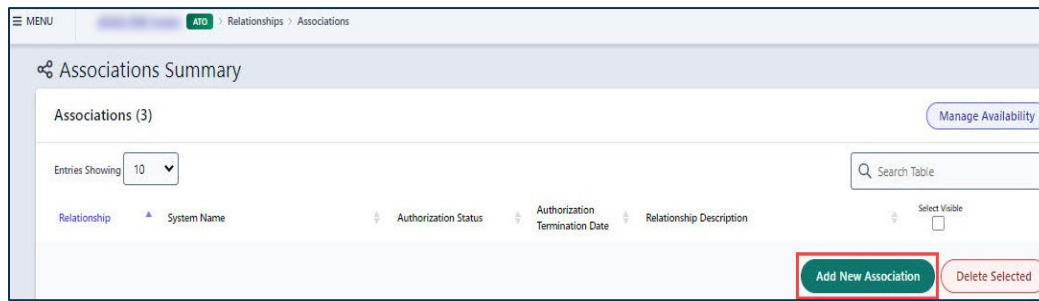 MENU ATO > Relationships > Associations
Associations Summary
Associations (3)
Manage Availability
Entries Showing 10
Search Table
Relationship System Name Authorization Status Authorization Termination Date Relationship Description Select Visible
Add New Association Delete Selected